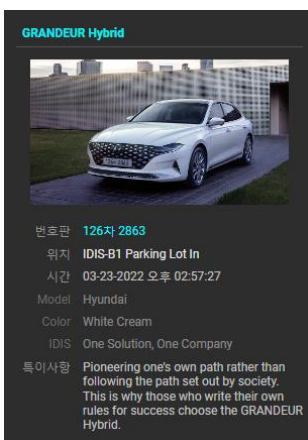 GRANDEUR Hybrid
번호판 126차 2863
위치 IDIS-B1 Parking Lot In
시간 03-23-2022 오후 02:57:27
Model Hyundai
Color White Cream
IDIS One Solution, One Company
특이사항 Pioneering one's own path rather than
following the path set out by society.
This is why those who write their own
rules for success choose the GRANDEUR
Hybrid.